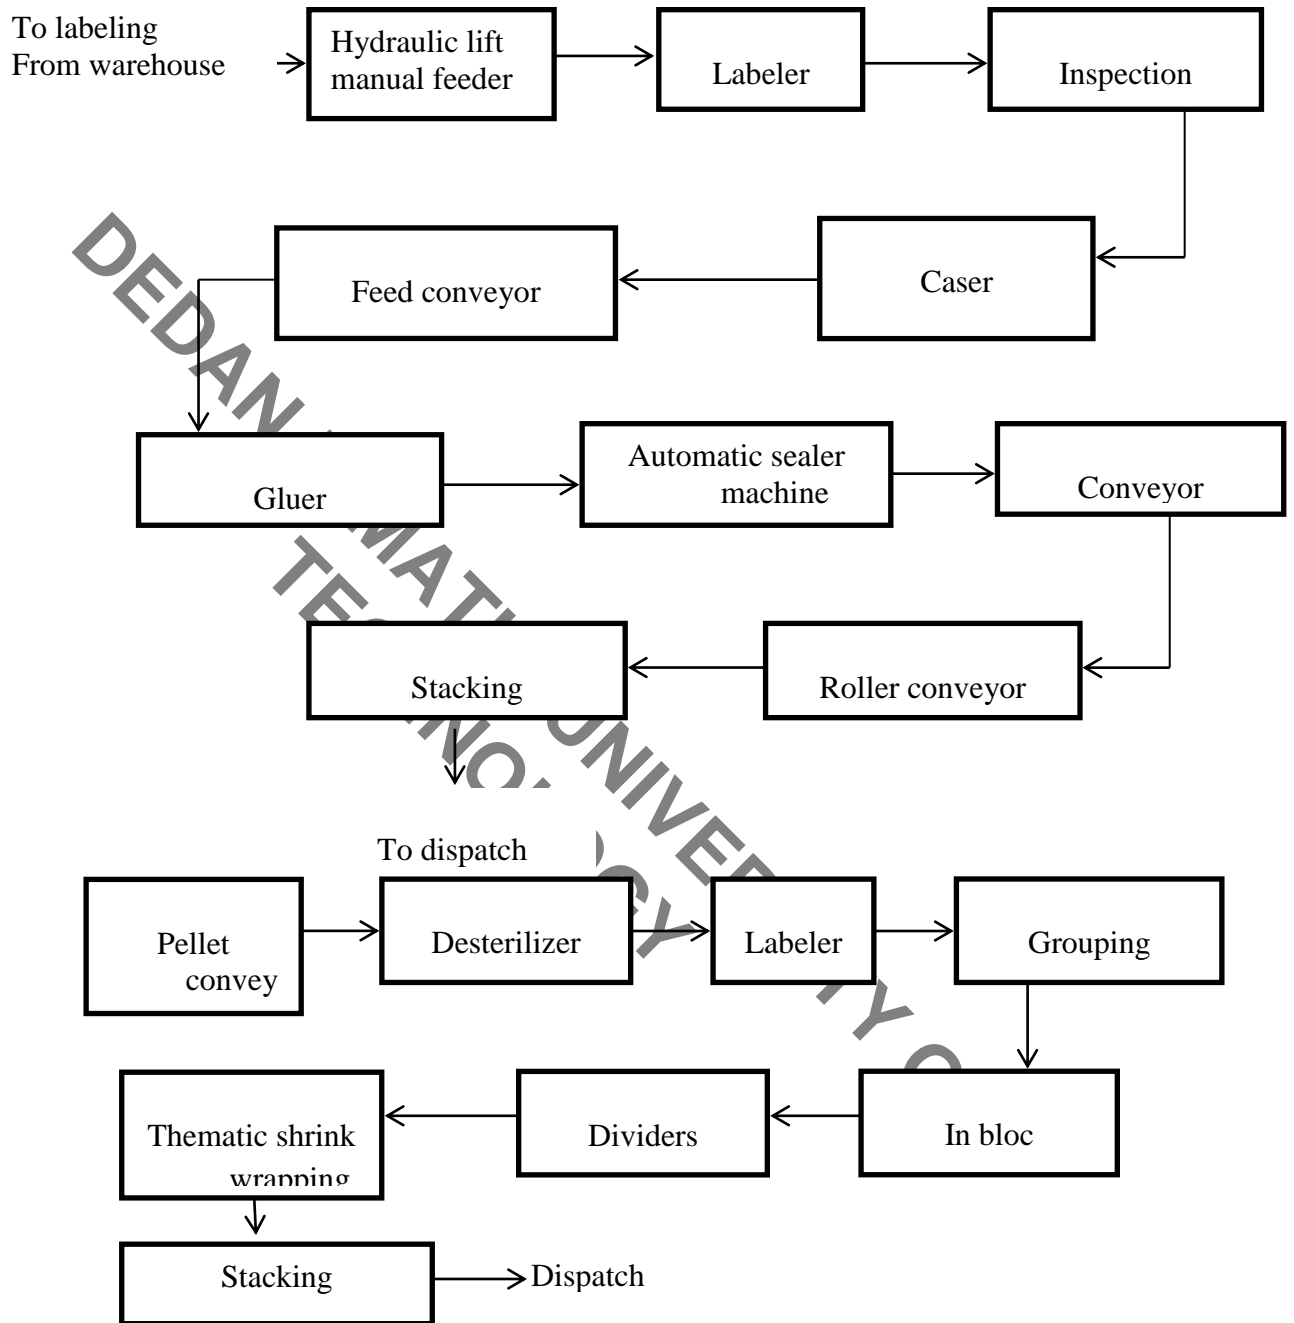 To labeling
From warehouse
Hydraulic lift
manual feeder
Labeler
Inspection
Caser
Feed conveyor
Gluer
Automatic sealer
machine
Conveyor
Roller conveyor
Stacking
To dispatch
Pellet
convey
Desterilizer
Labeler
Grouping
In bloc
Dividers
Thematic shrink
wrapping
Stacking
Dispatch